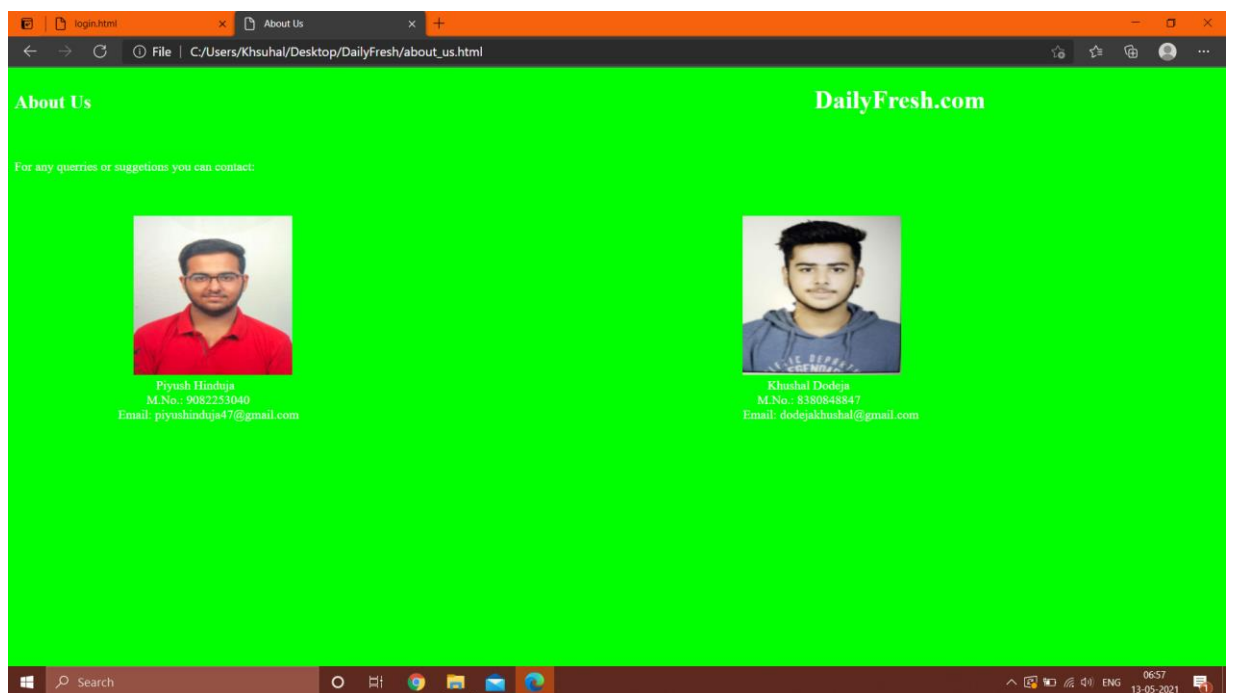 login.html
About Us
File | C:/Users/Khsuhal/Desktop/DailyFresh/about_us.html
About Us
DailyFresh.com
For any querries or suggetions you can contact:
Piyush Hinduja
M.No.: 9082253040
Email: piyushinduja47@gmail.com
Khushal Dodeja
M.No.: 8380848847
Email: dodejakhushal@gmail.com
Search
ENG
06:57
13-05-2021
1